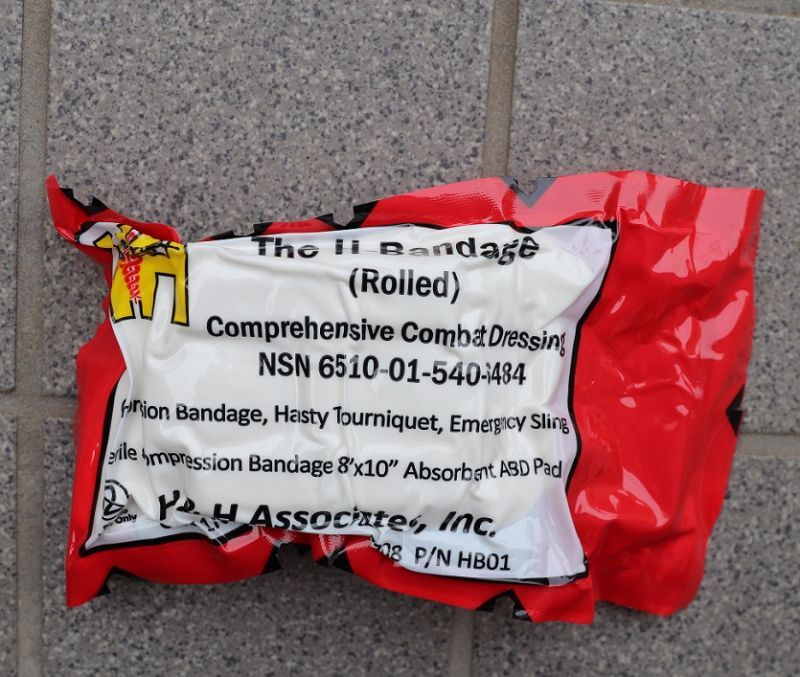 The H Bandage
(Rolled)
Comprehensive Combat Dressing
NSN 6510-01-540-6484
Bandage, Hasty Tourniquet, Emergency Sling
Compression Bandage 8'x10" Absorbent ABD Pad
Only
H & H Associates, Inc.
P/N HB01